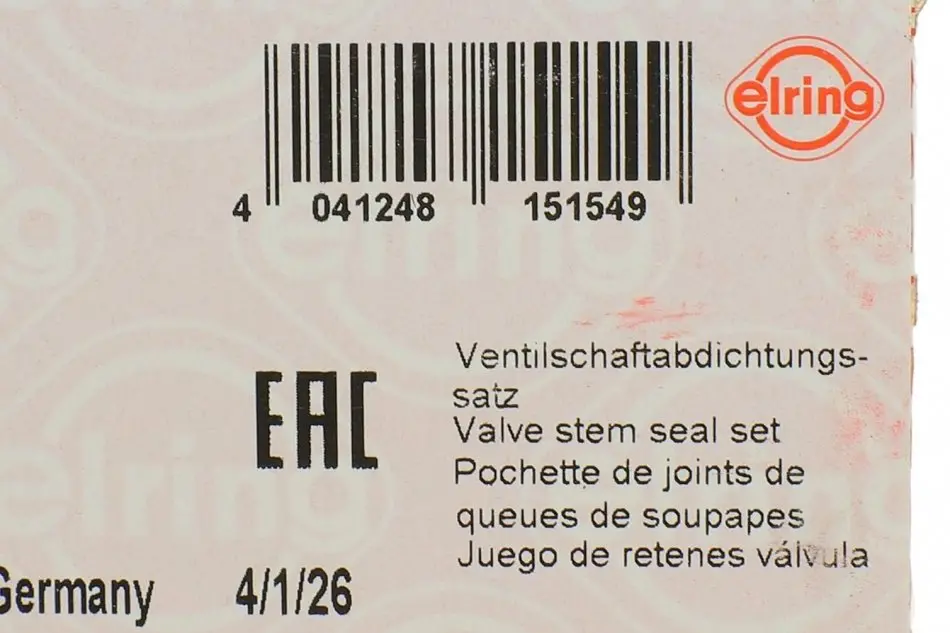 elring
4 041248 151549
Ventilschaftabdichtungs-
satz
Valve stem seal set
Pochette de joints de
queues de soupapes
Juego de retenes válvula
EAC
Germany 4/1/26